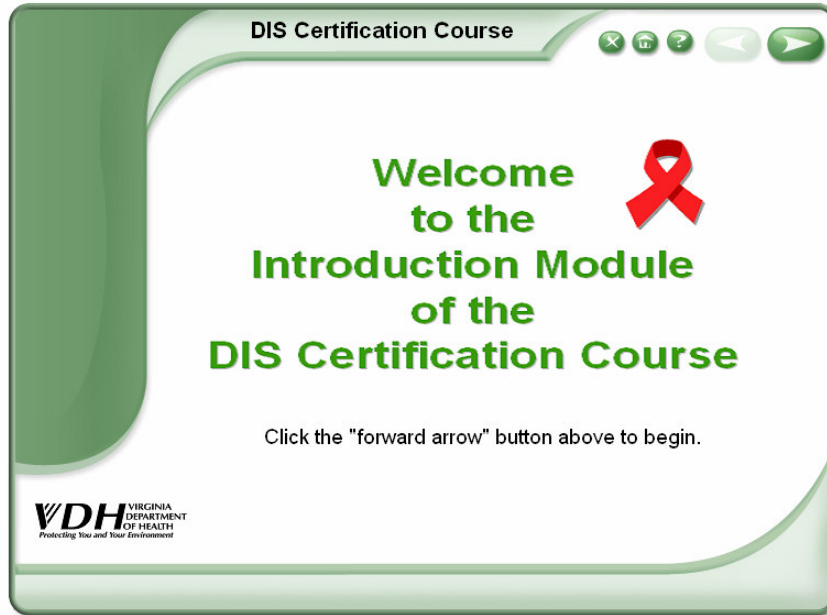 DIS Certification Course
Welcome
to the
Introduction Module
of the
DIS Certification Course
Click the "forward arrow" button above to begin.
VDH
VIRGINIA
DEPARTMENT
OF HEALTH
Protecting You and Your Environment